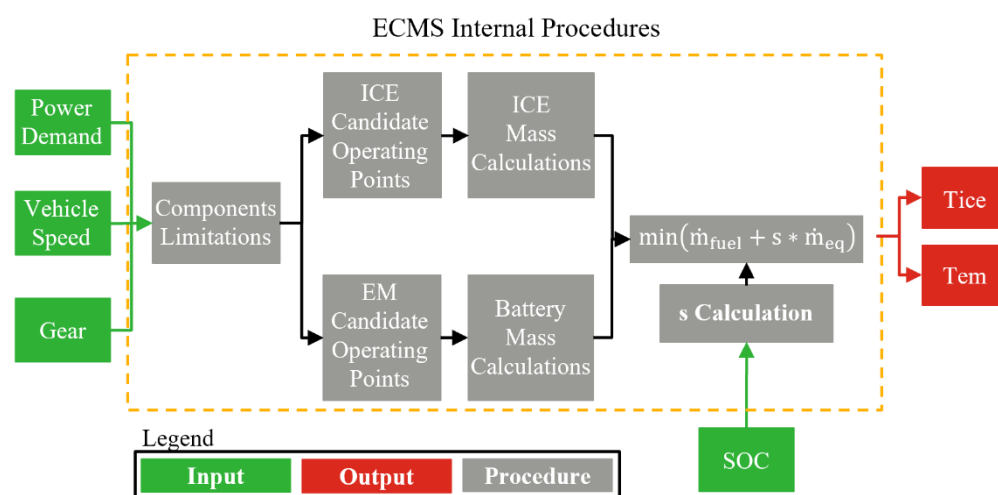 ECMS Internal Procedures
Power
Demand
Vehicle
Speed
Gear
Components
Limitations
ICE
Candidate
Operating
Points
ICE
Mass
Calculations
EM
Candidate
Operating
Points
Battery
Mass
Calculations
min(ṁfuel + s * ṁeq)
s Calculation
SOC
Tice
Tem
Legend
Input
Output
Procedure